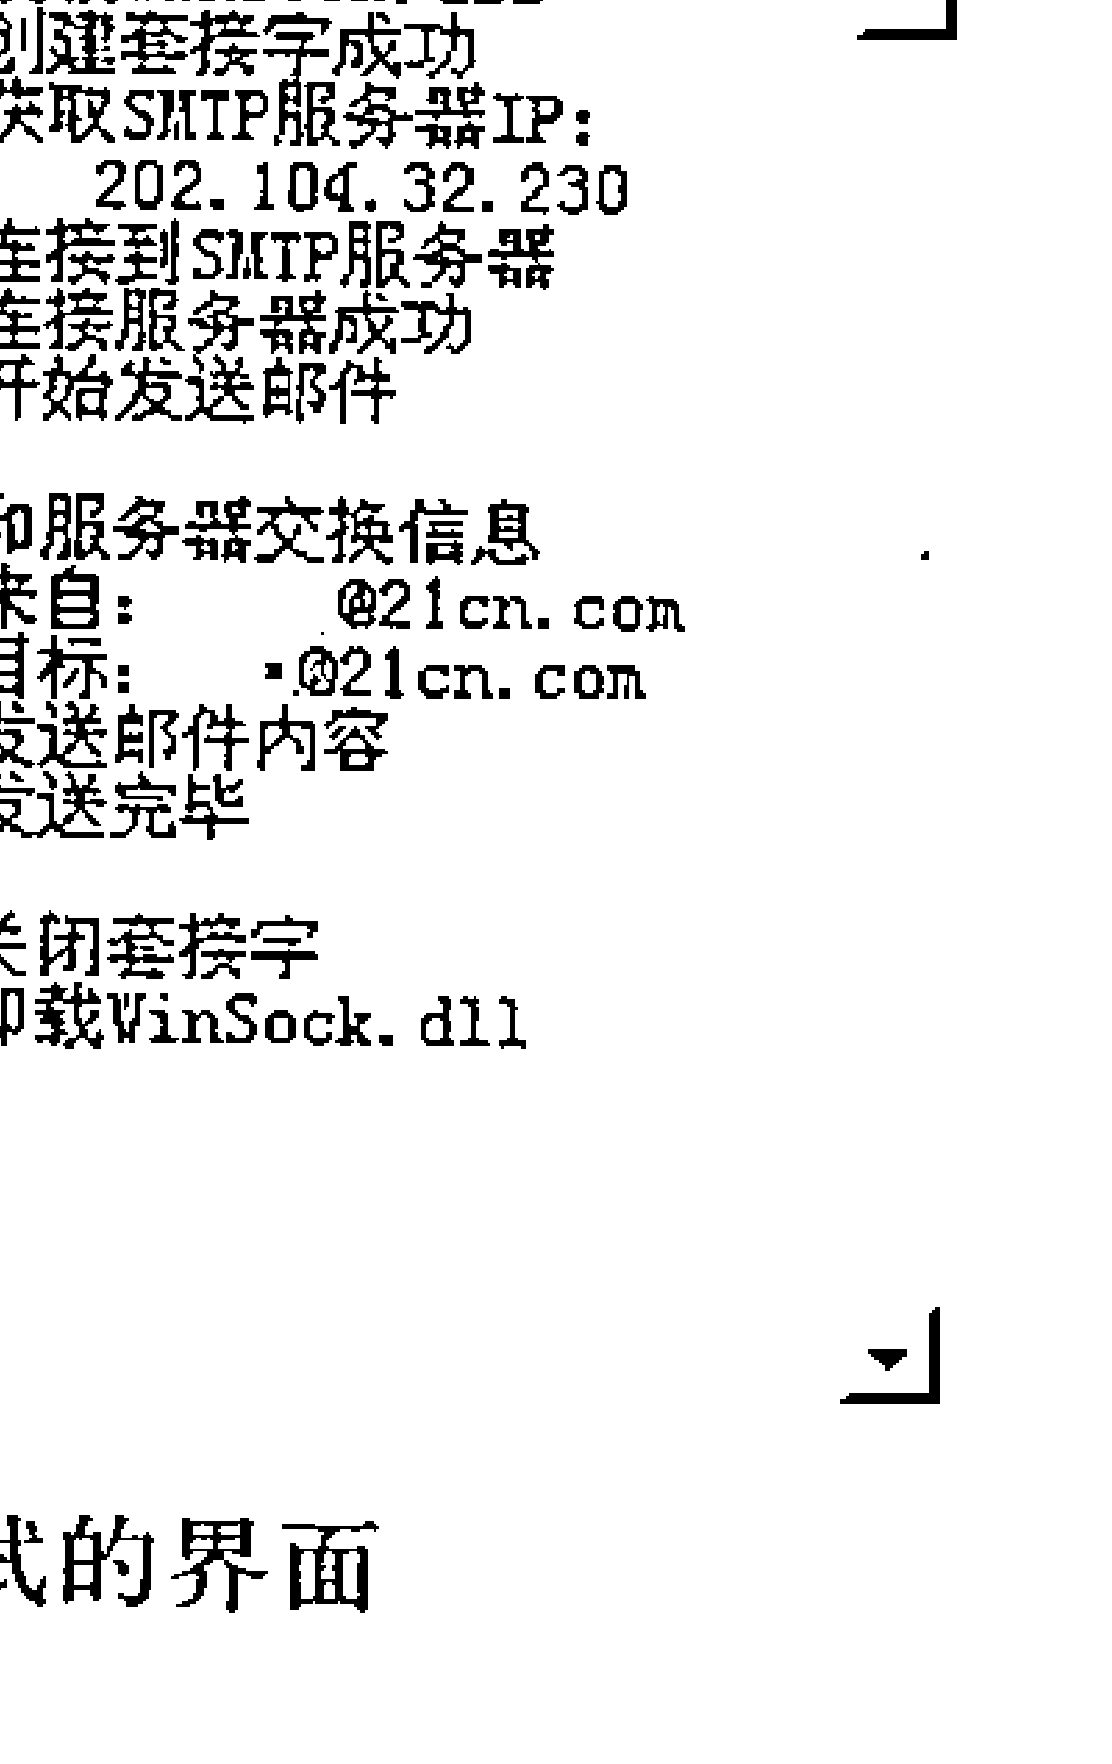 创建套接字成功
获取SMTP服务器IP:
202.104.32.230
连接到SMTP服务器
连接服务器成功
开始发送邮件
和服务器交换信息
来自: @21cn.com
目标: @21cn.com
发送邮件内容
发送完毕
关闭套接字
卸载WinSock.dll
试的界面